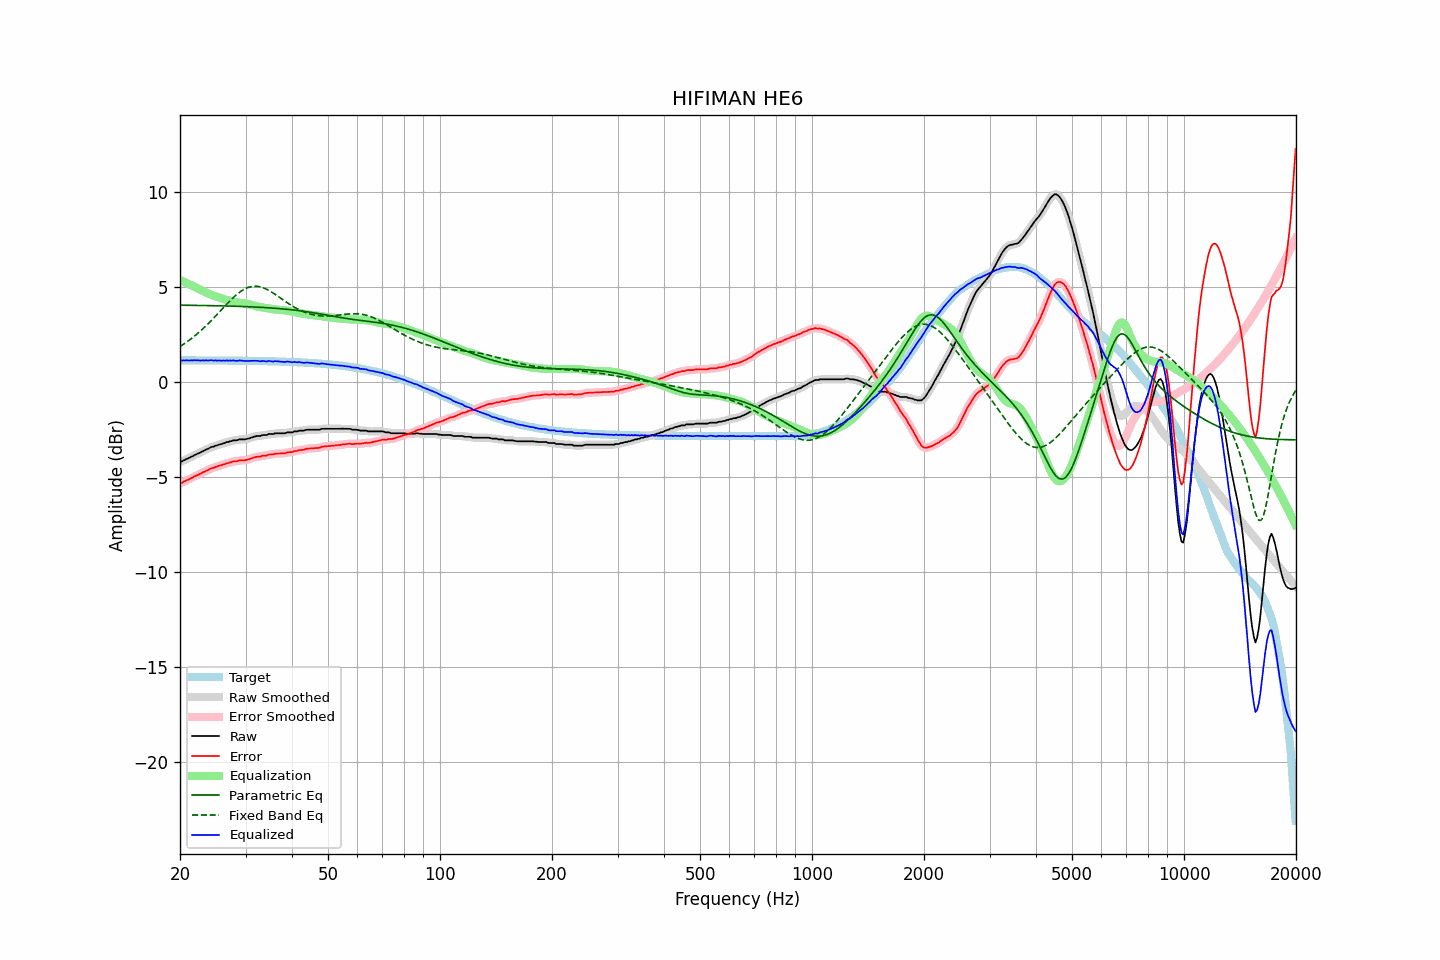 HIFIMAN HE6
Amplitude (dBr)
10
5
0
−5
−10
−15
−20
Target
Raw Smoothed
Error Smoothed
Raw
Error
Equalization
Parametric Eq
Fixed Band Eq
Equalized
20 50 100 200 500 1000 2000 5000 10000 20000
Frequency (Hz)